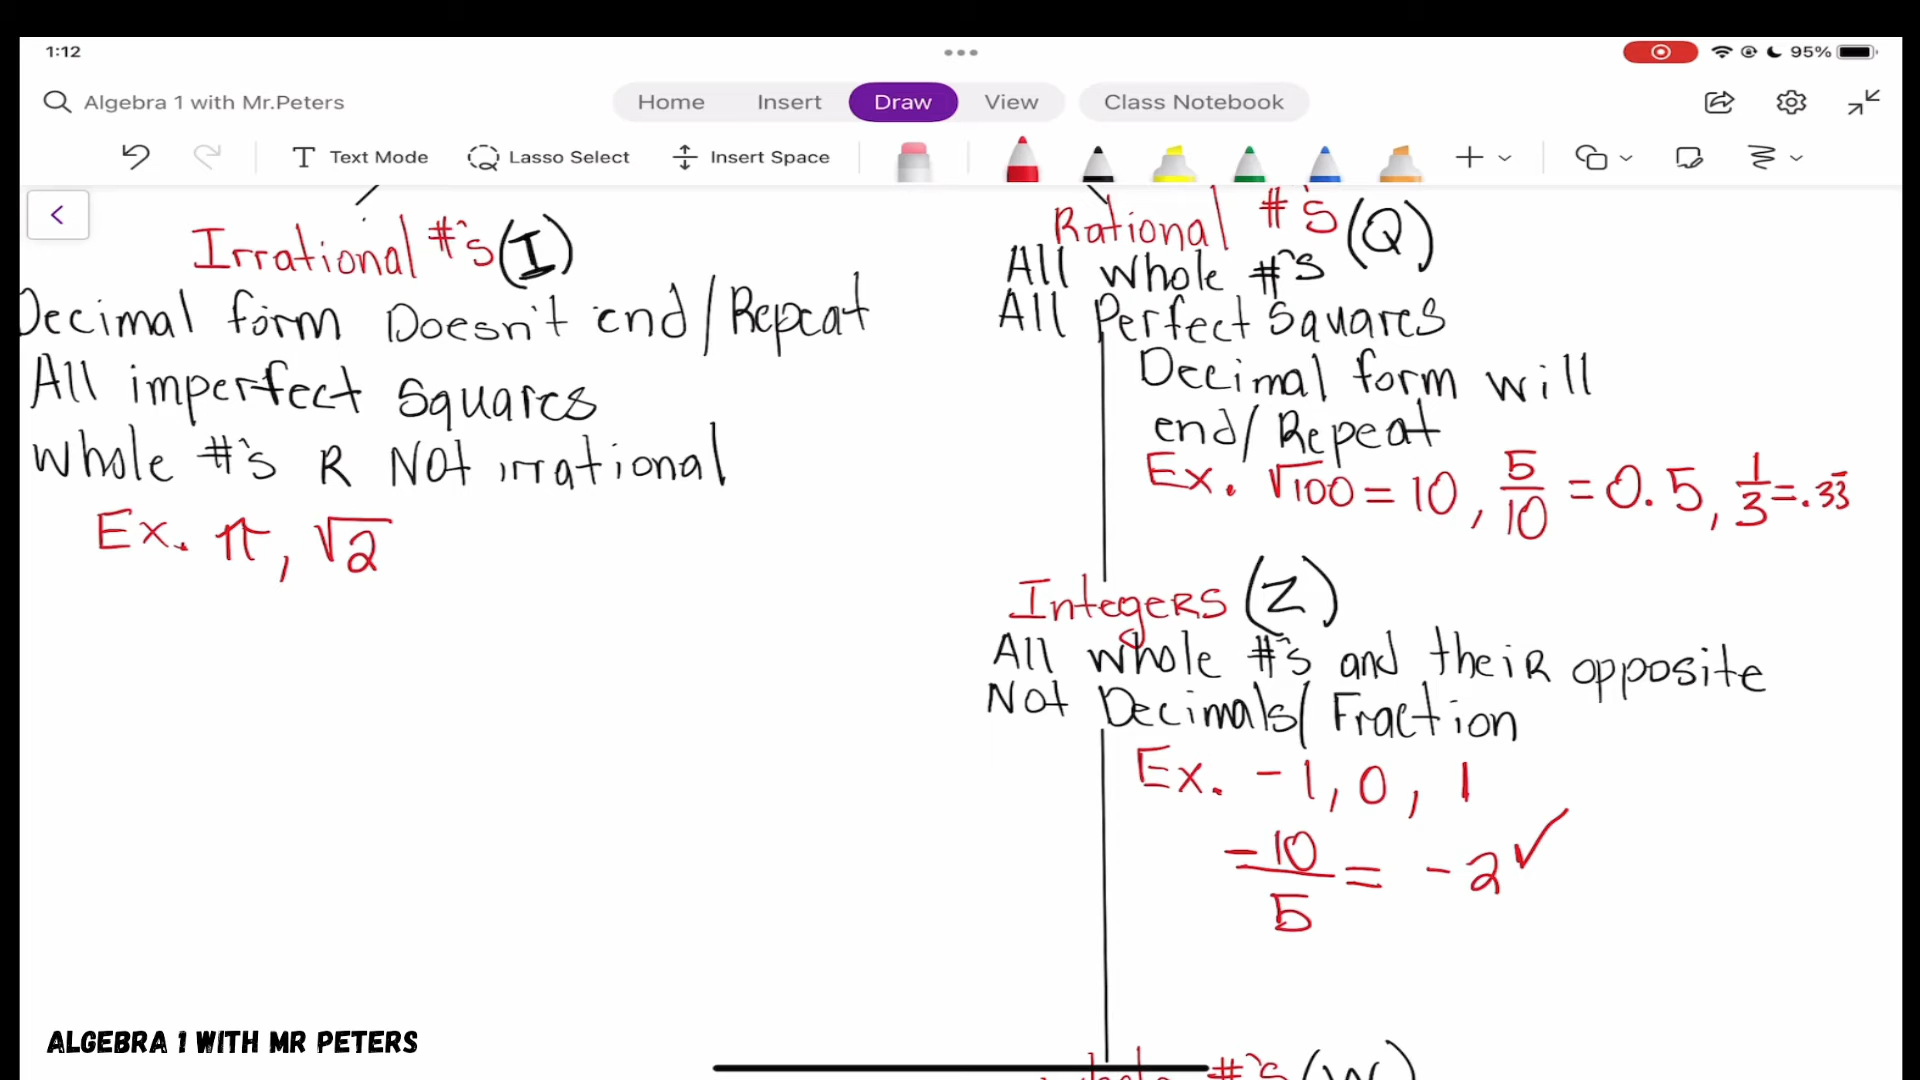 1:12
95%
Algebra 1 with Mr.Peters
Home Insert Draw View Class Notebook
Text Mode Lasso Select Insert Space
Irrational #'s (I)
Decimal form Doesn't end/Repeat
All imperfect Squares
Whole #'s R Not irrational
Ex. π, √2
Rational #'s (Q)
All whole #'s
All Perfect Squares
Decimal form will
end/Repeat
Ex. √100 = 10, 5/10 = 0.5, 1/3 = .33̅
Integers (Z)
All whole #'s and their opposite
Not Decimals/Fraction
Ex. -1, 0, 1
-10/5 = -2 ✓
#'s (W)
ALGEBRA 1 WITH MR PETERS